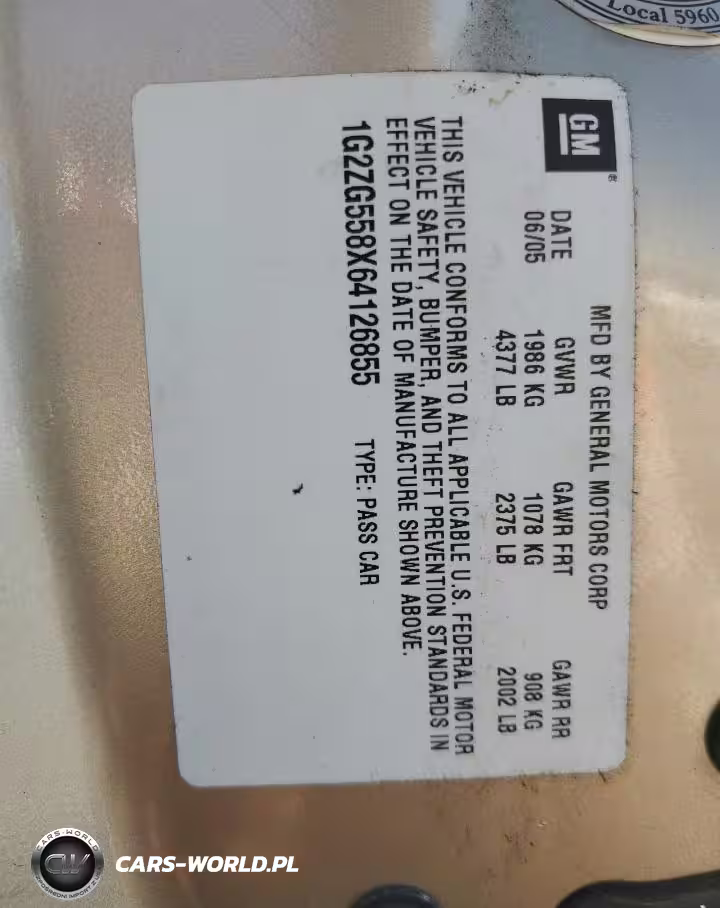 Local 5960
GM®
MFD BY GENERAL MOTORS CORP
DATE GVWR GAWR FRT GAWR RR
06/05 1986 KG 1078 KG 908 KG
4377 LB 2375 LB 2002 LB
THIS VEHICLE CONFORMS TO ALL APPLICABLE U.S. FEDERAL MOTOR
VEHICLE SAFETY, BUMPER, AND THEFT PREVENTION STANDARDS IN
EFFECT ON THE DATE OF MANUFACTURE SHOWN ABOVE.
1G2ZG558X64126855 TYPE: PASS CAR
CARS-WORLD
CW
CARS-WORLD.PL